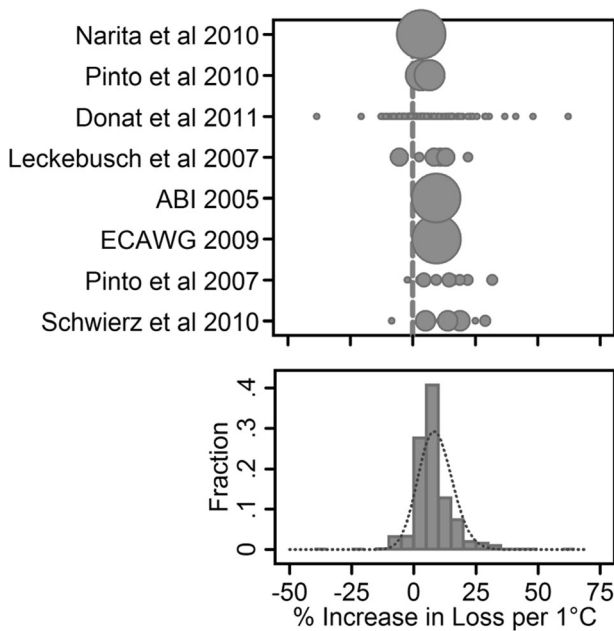 Narita et al 2010
Pinto et al 2010
Donat et al 2011
Leckebusch et al 2007
ABI 2005
ECAWG 2009
Pinto et al 2007
Schwierz et al 2010
Fraction
.4
.3
.2
.1
0
-50 -25 0 25 50 75
% Increase in Loss per 1°C